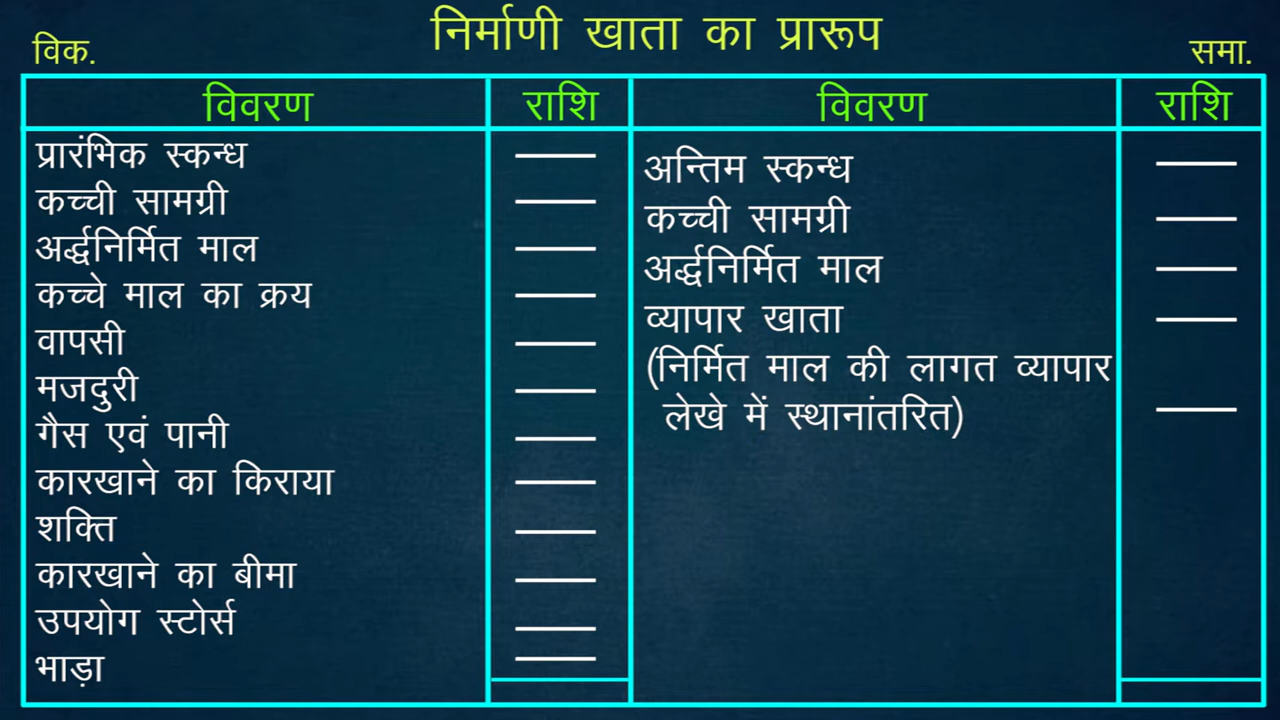 निर्माणी खाता का प्रारूप
विक.
समा.
विवरण राशि विवरण राशि
प्रारंभिक स्कन्ध
कच्ची सामग्री
अर्द्धनिर्मित माल
कच्चे माल का क्रय
वापसी
मजदुरी
गैस एवं पानी
कारखाने का किराया
शक्ति
कारखाने का बीमा
उपयोग स्टोर्स
भाड़ा
अन्तिम स्कन्ध
कच्ची सामग्री
अर्द्धनिर्मित माल
व्यापार खाता
(निर्मित माल की लागत व्यापार
लेखे में स्थानांतरित)